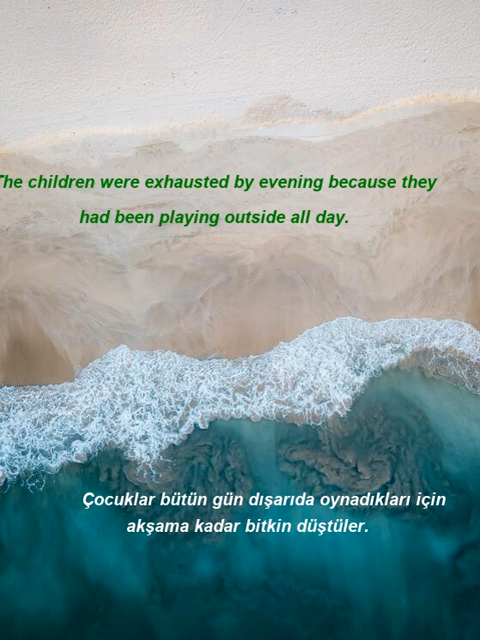 The children were exhausted by evening because they
had been playing outside all day.
Çocuklar bütün gün dışarıda oynadıkları için
akşama kadar bitkin düştüler.